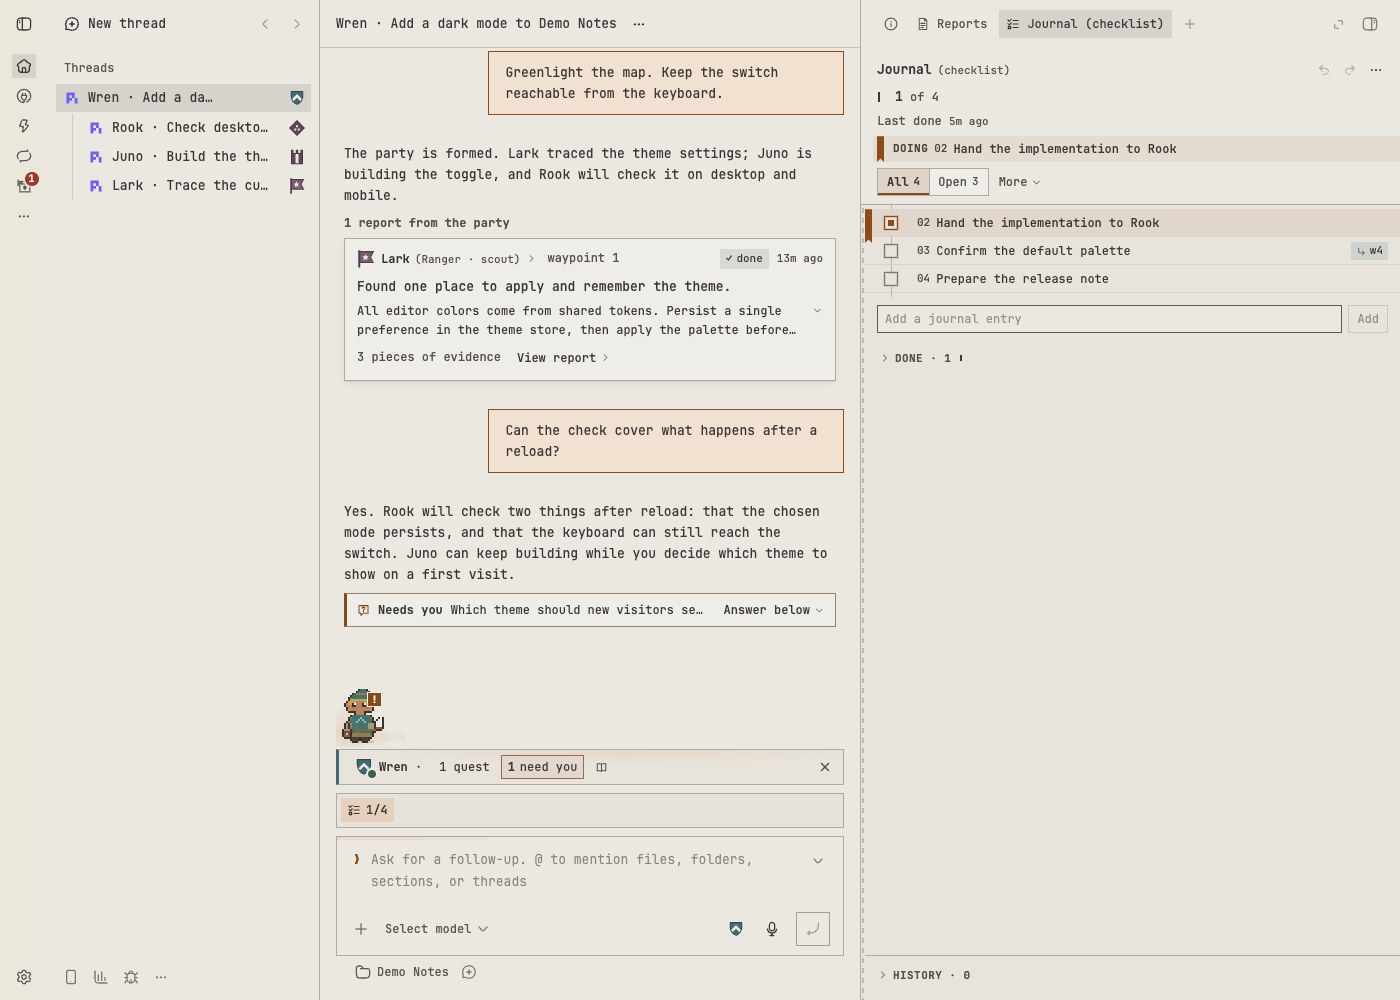 New thread
Threads
Wren · Add a da…
Rook · Check deskto…
Juno · Build the th…
Lark · Trace the cu…
1
Wren · Add a dark mode to Demo Notes
Greenlight the map. Keep the switch
reachable from the keyboard.
The party is formed. Lark traced the theme settings; Juno is
building the toggle, and Rook will check it on desktop and
mobile.
1 report from the party
Lark (Ranger · scout) waypoint 1 done 13m ago
Found one place to apply and remember the theme.
All editor colors come from shared tokens. Persist a single
preference in the theme store, then apply the palette before…
3 pieces of evidence View report
Can the check cover what happens after a
reload?
Yes. Rook will check two things after reload: that the chosen
mode persists, and that the keyboard can still reach the
switch. Juno can keep building while you decide which theme to
show on a first visit.
Needs you Which theme should new visitors se… Answer below
!
Wren · 1 quest 1 need you
1/4
Ask for a follow-up. @ to mention files, folders,
sections, or threads
Select model
Demo Notes
Reports
Journal (checklist)
Journal (checklist)
1 of 4
Last done 5m ago
DOING 02 Hand the implementation to Rook
All 4 Open 3 More
02 Hand the implementation to Rook
03 Confirm the default palette w4
04 Prepare the release note
Add a journal entry Add
DONE · 1
HISTORY · 0